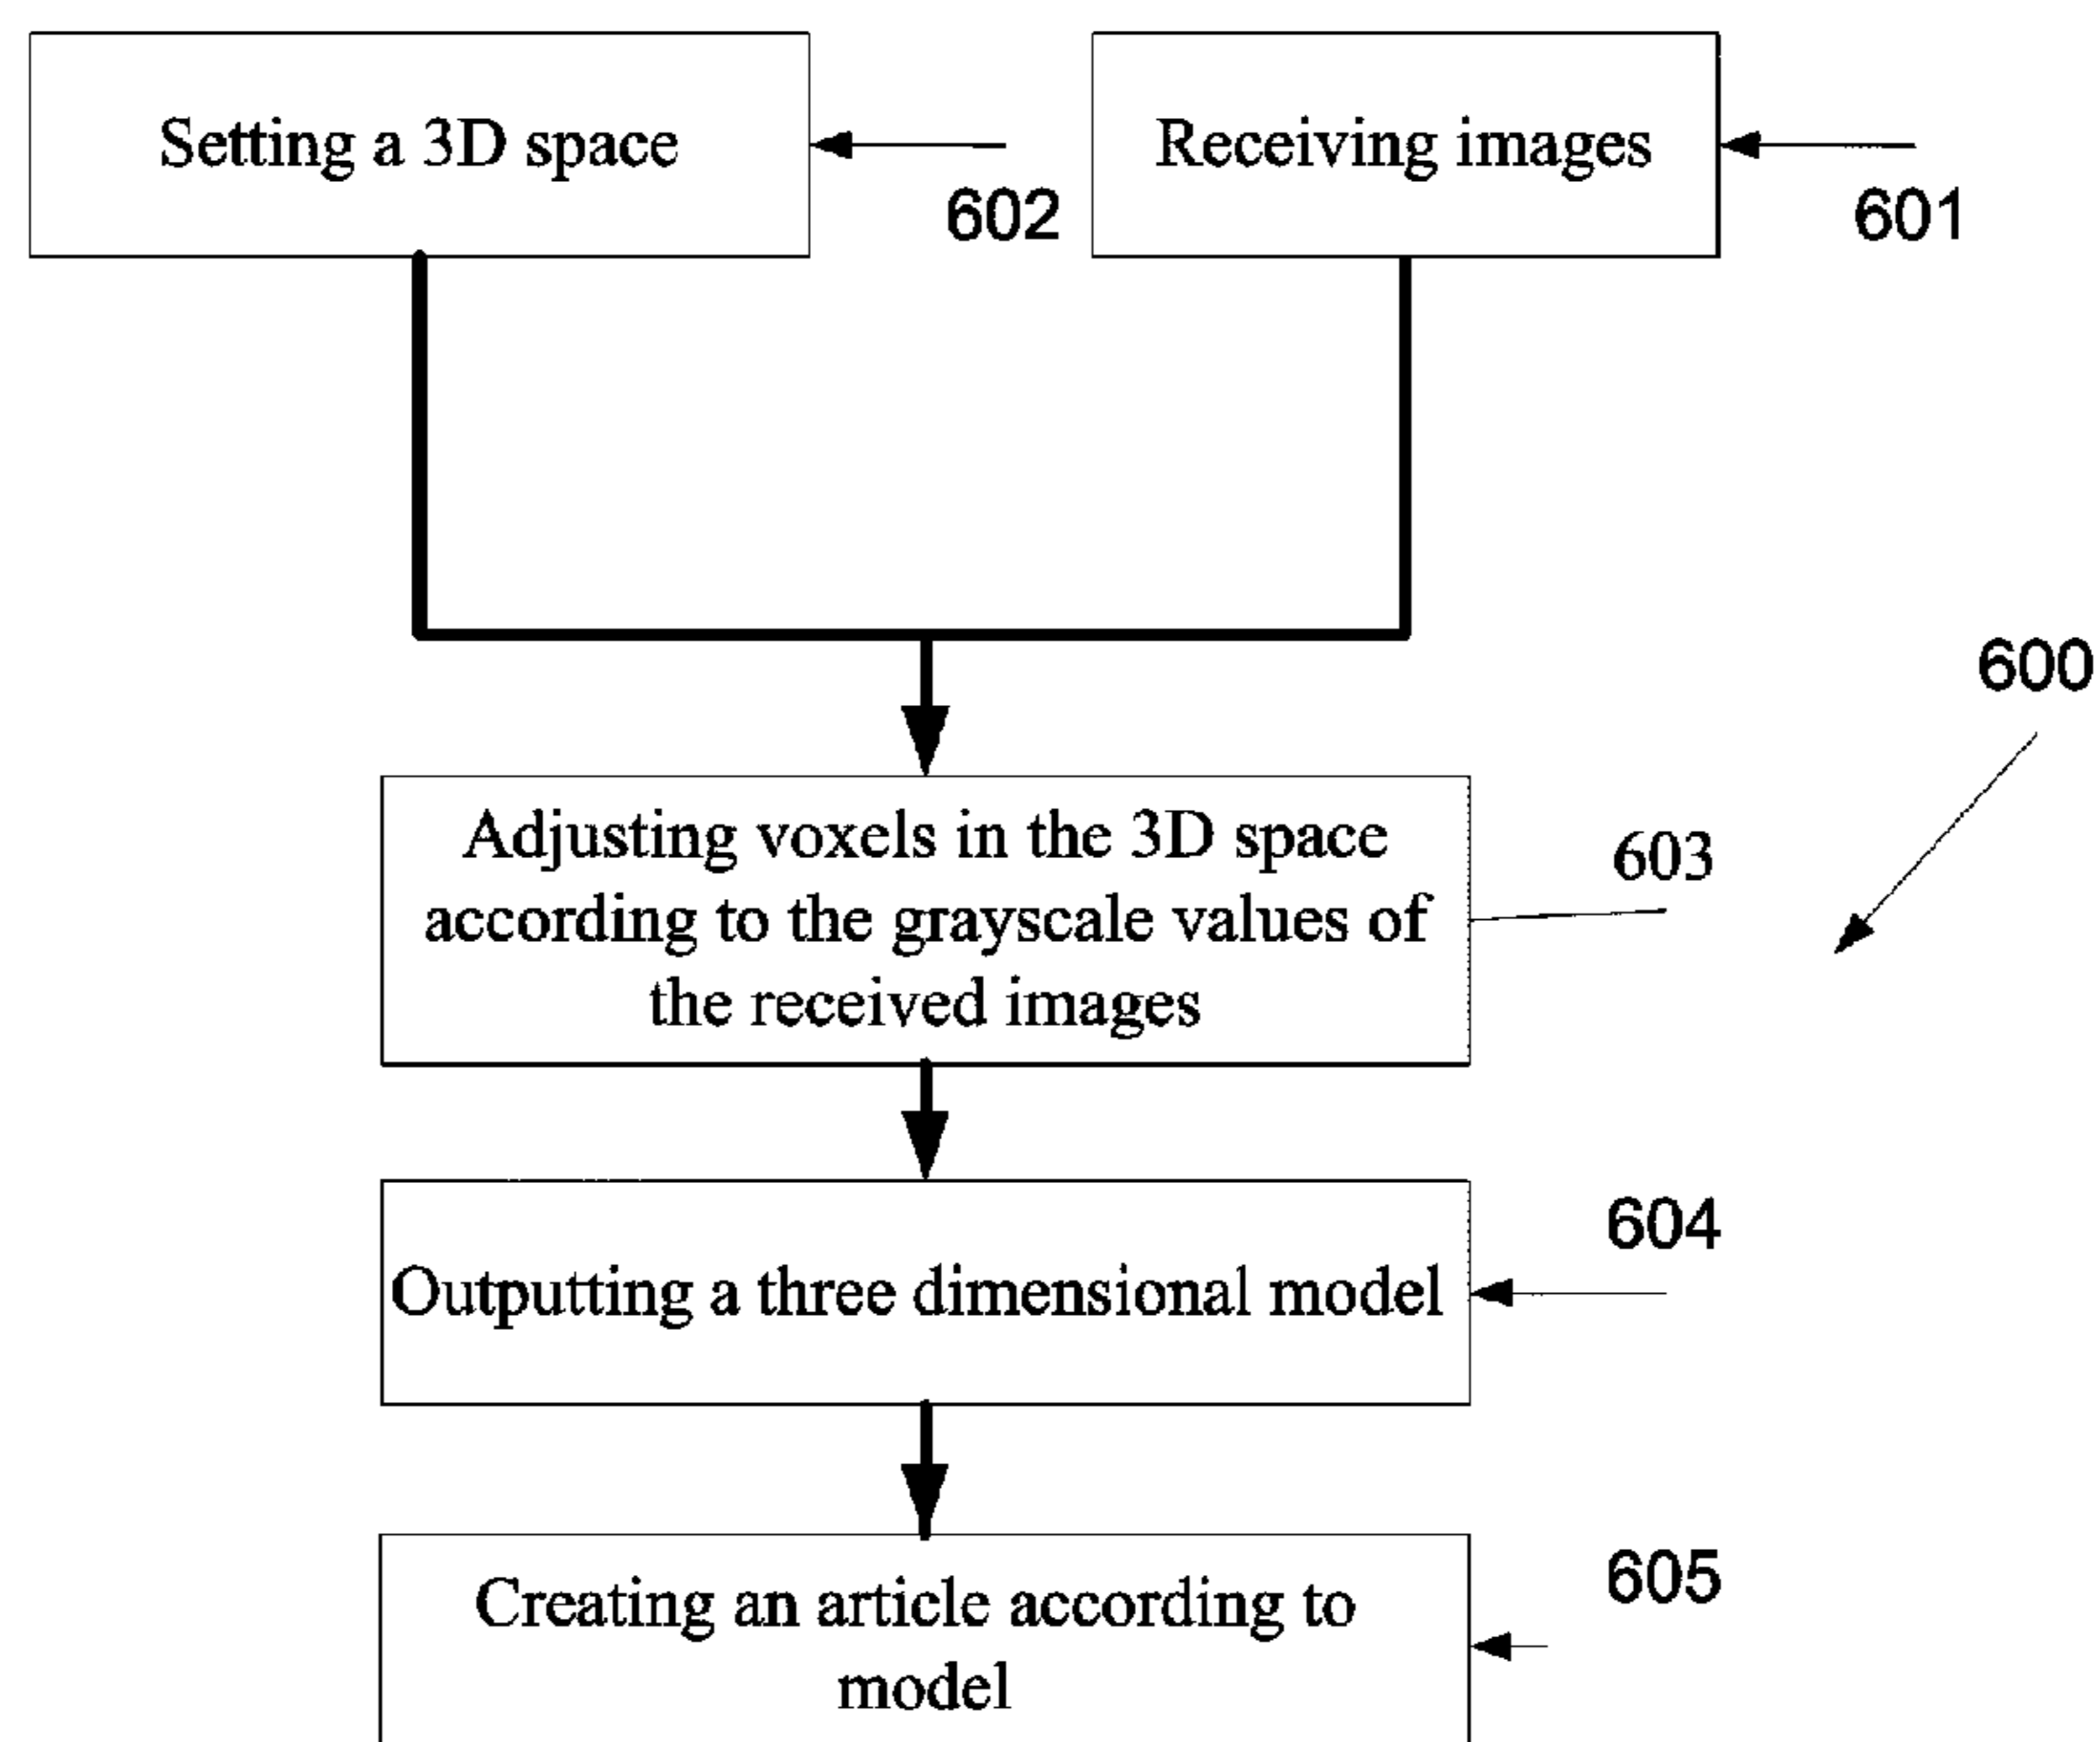 Setting a 3D space
602
Receiving images
601
600
Adjusting voxels in the 3D space
according to the grayscale values of
the received images
603
Outputting a three dimensional model
604
Creating an article according to
model
605